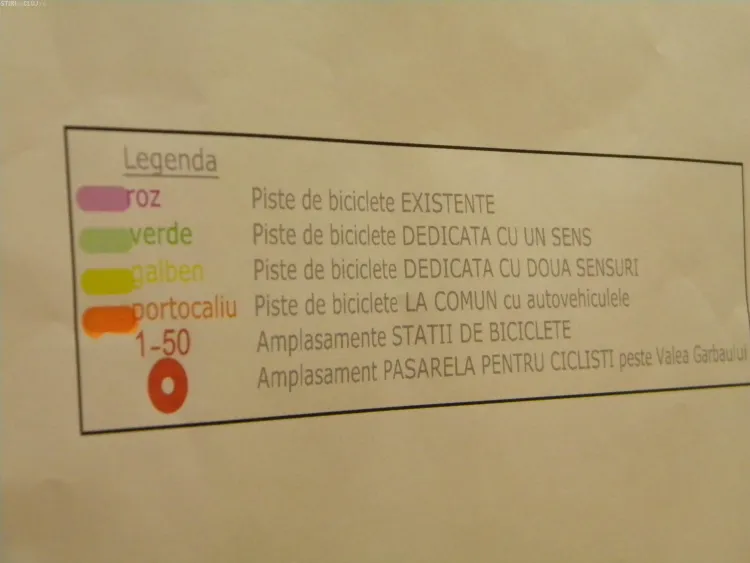 Legenda
roz Piste de biciclete EXISTENTE
verde Piste de biciclete DEDICATA CU UN SENS
galben Piste de biciclete DEDICATA CU DOUA SENSURI
portocaliu Piste de biciclete LA COMUN cu autovehiculele
1-50 Amplasamente STATII DE BICICLETE
Amplasament PASARELA PENTRU CICLISTI peste Valea Garbaului